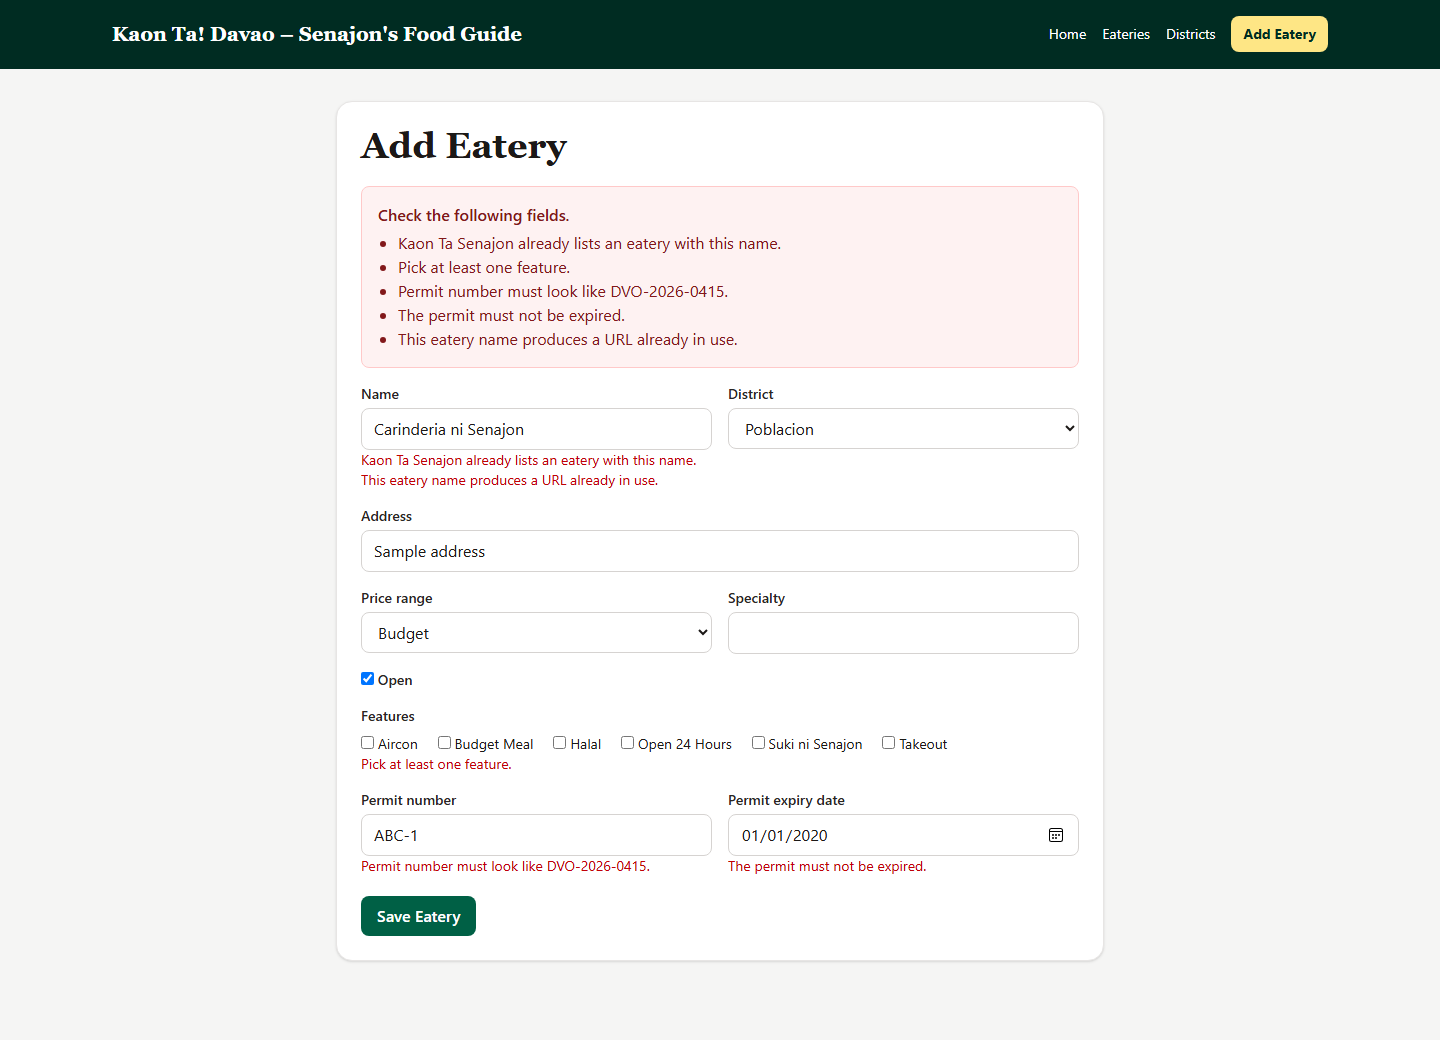 Kaon Ta! Davao – Senajon's Food Guide
Home Eateries Districts Add Eatery
Add Eatery
Check the following fields.
Kaon Ta Senajon already lists an eatery with this name.
Pick at least one feature.
Permit number must look like DVO-2026-0415.
The permit must not be expired.
This eatery name produces a URL already in use.
Name District
Carinderia ni Senajon Poblacion
Kaon Ta Senajon already lists an eatery with this name.
This eatery name produces a URL already in use.
Address
Sample address
Price range Specialty
Budget
Open
Features
Aircon Budget Meal Halal Open 24 Hours Suki ni Senajon Takeout
Pick at least one feature.
Permit number Permit expiry date
ABC-1 01/01/2020
Permit number must look like DVO-2026-0415. The permit must not be expired.
Save Eatery